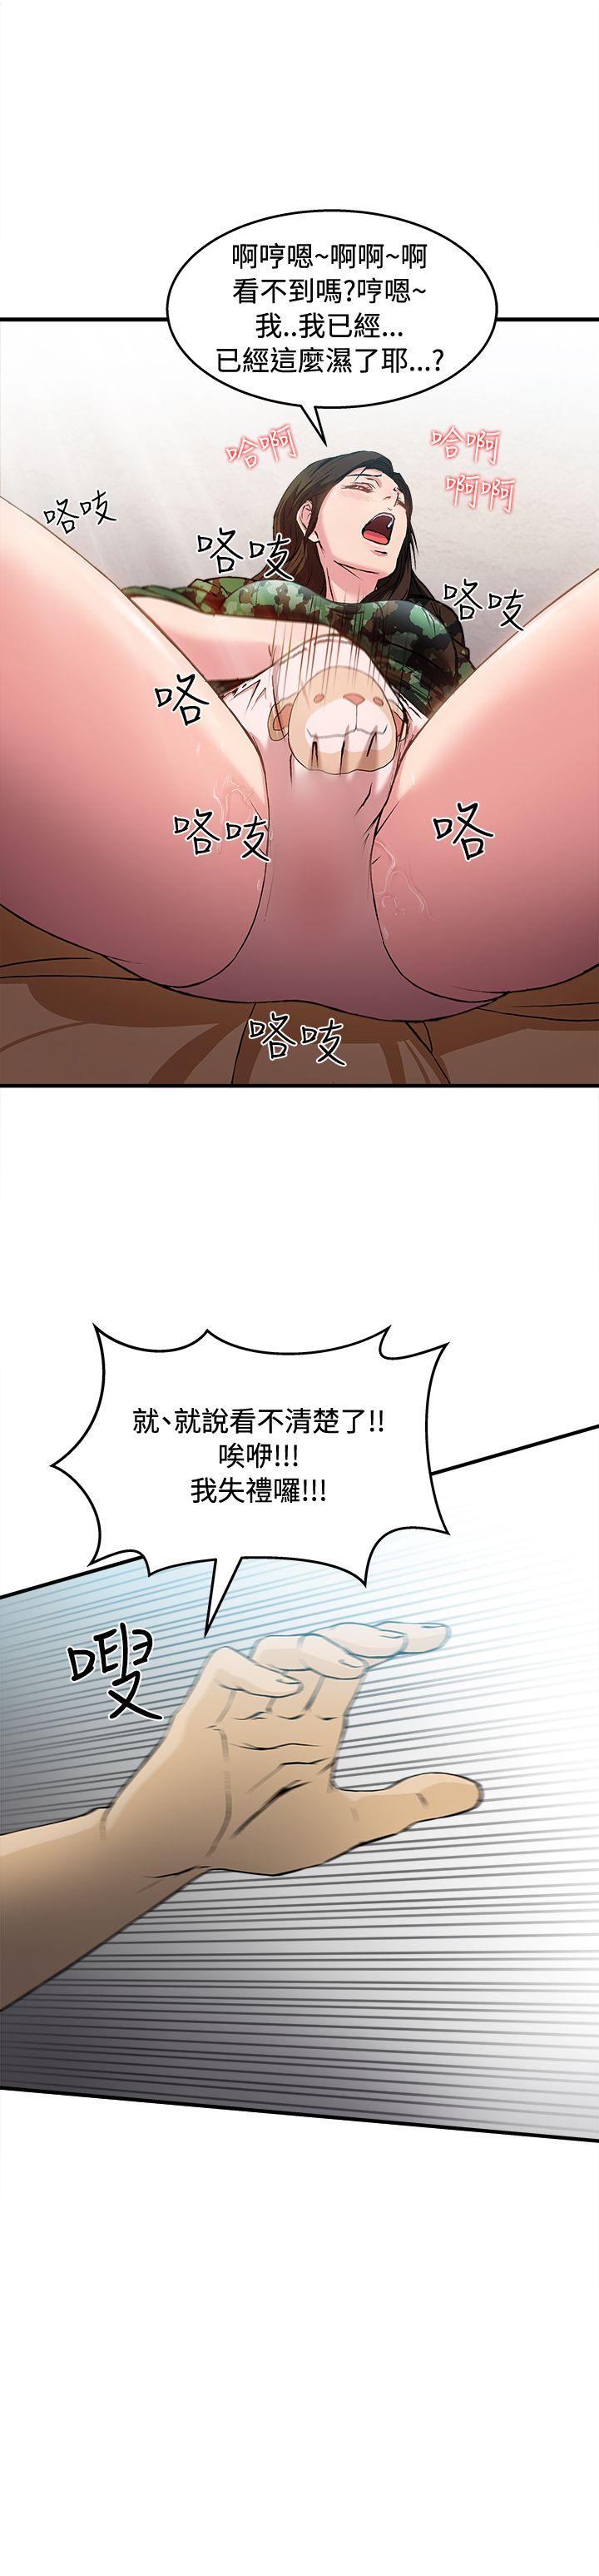 啊哼嗯~啊啊~啊
看不到嗎?哼嗯~
我..我已經...
已經這麼濕了耶...?
哈啊
哈啊
啊啊
咯吱
咯吱
咯吱
咯
咯吱
咯
咯吱
就、就說看不清楚了!!
唉咿!!!
我失禮囉!!!
嗖